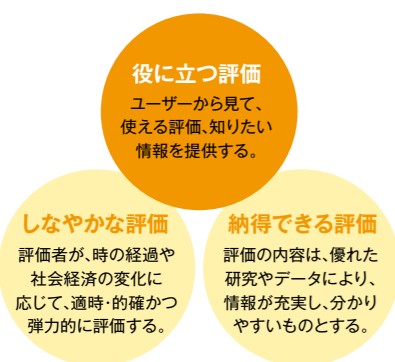 役に立つ評価
ユーザーから見て、
使える評価、知りたい
情報を提供する。
しなやかな評価
評価者が、時の経過や
社会経済の変化に
応じて、適時・的確かつ
弾力的に評価する。
納得できる評価
評価の内容は、優れた
研究やデータにより、
情報が充実し、分かり
やすいものとする。